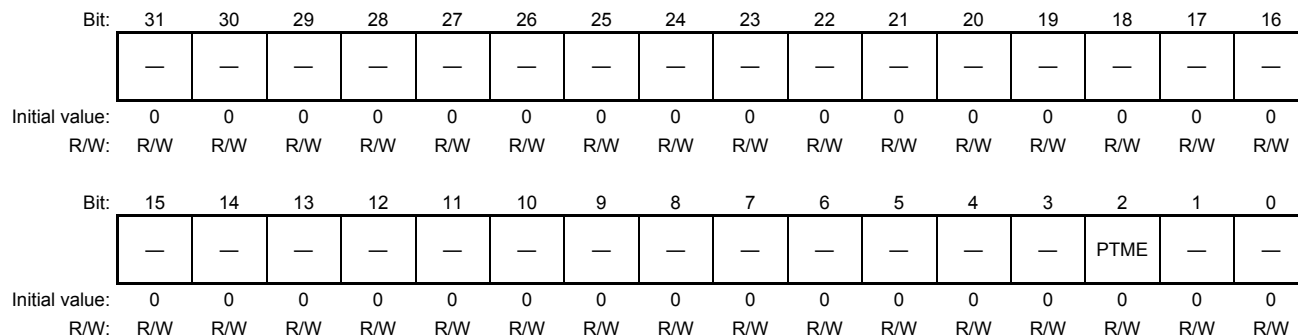 Bit: 31 30 29 28 27 26 25 24 23 22 21 20 19 18 17 16
— — — — — — — — — — — — — — — —
Initial value: 0 0 0 0 0 0 0 0 0 0 0 0 0 0 0 0
R/W: R/W R/W R/W R/W R/W R/W R/W R/W R/W R/W R/W R/W R/W R/W R/W R/W
Bit: 15 14 13 12 11 10 9 8 7 6 5 4 3 2 1 0
— — — — — — — — — — — — — PTME — —
Initial value: 0 0 0 0 0 0 0 0 0 0 0 0 0 0 0 0
R/W: R/W R/W R/W R/W R/W R/W R/W R/W R/W R/W R/W R/W R/W R/W R/W R/W